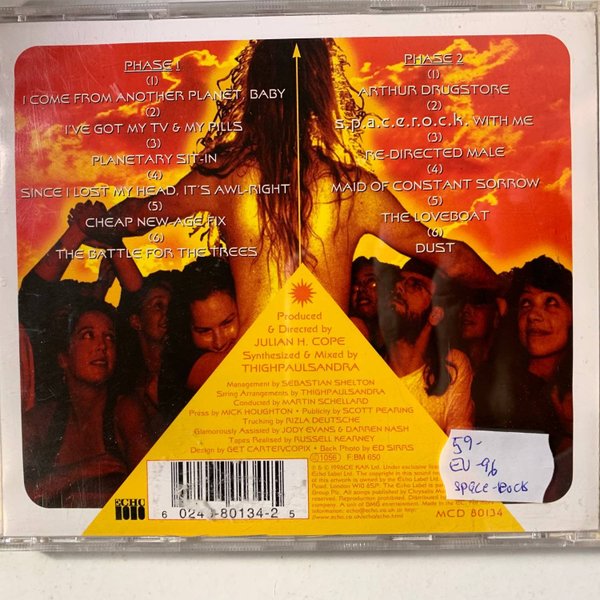 PHASE 1
(1)
I COME FROM ANOTHER PLANET, BABY
(2)
I'VE GOT MY TV & MY PILLS
(3)
PLANETARY SIT-IN
(4)
SINCE I LOST MY HEAD, IT'S AWL-RIGHT
(5)
CHEAP NEW-AGE FIX
(6)
THE BATTLE FOR THE TREES
PHASE 2
(1)
ARTHUR DRUGSTORE
(2)
s.p.a.c.e.r.o.c.k. WITH ME
(3)
RE-DIRECTED MALE
(4)
MAID OF CONSTANT SORROW
(5)
THE LOVEBOAT
(6)
DUST
Produced
& Directed by
JULIAN H. COPE
Synthesized & Mixed by
THIGHPAULSANDRA
Management by SEBASTIAN SHELTON
String Arrangements by THIGHPAULSANDRA
Conducted by MARTIN SCHELLARD
Press by MICK HOUGHTON • Publicity by SCOTT PEARING
Trucking by RIZLA DEUTSCHE
Glamorously Assisted by JODY EVANS & DARREN NASH
Tapes Realised by RUSSELL KEARNEY
Design by GET CARTERCOPIX • Back Photo by ED SIRRS
1056 F:BM 650
ECHO
6 0244-80134-2 5
MCD 80134
59-
EU-96
SPACE-ROCK